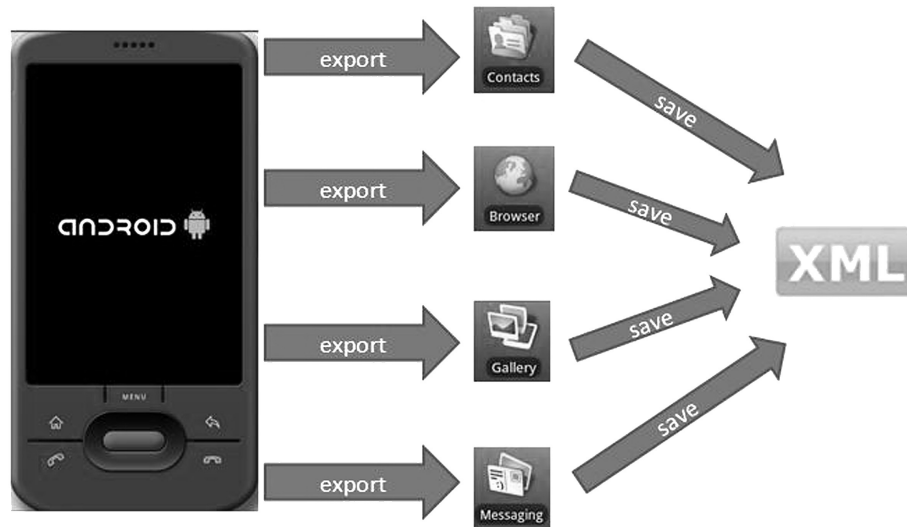 export
Contacts
save
export
Browser
save
ANDROID
XML
export
Gallery
save
MENU
export
Messaging
save